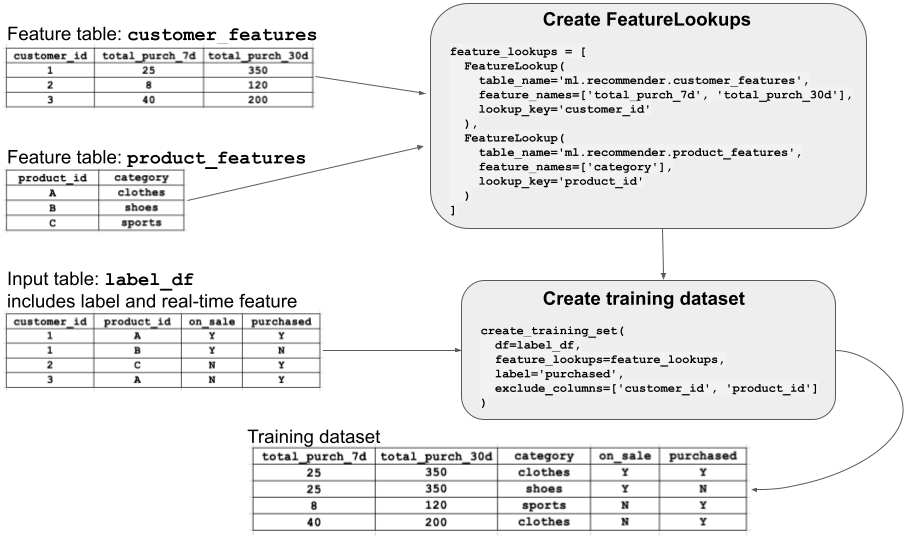 Feature table: customer_features
customer_id total_purch_7d total_purch_30d
1 25 350
2 8 120
3 40 200
Feature table: product_features
product_id category
A clothes
B shoes
C sports
Input table: label_df
includes label and real-time feature
customer_id product_id on_sale purchased
1 A Y Y
1 B Y N
2 C N Y
3 A N Y
Create FeatureLookups
feature_lookups = [
FeatureLookup(
table_name='ml.recommender.customer_features',
feature_names=['total_purch_7d', 'total_purch_30d'],
lookup_key='customer_id'
),
FeatureLookup(
table_name='ml.recommender.product_features',
feature_names=['category'],
lookup_key='product_id'
)
]
Create training dataset
create_training_set(
df=label_df,
feature_lookups=feature_lookups,
label='purchased',
exclude_columns=['customer_id', 'product_id']
)
Training dataset
total_purch_7d total_purch_30d category on_sale purchased
25 350 clothes Y Y
25 350 shoes Y N
8 120 sports N Y
40 200 clothes N Y